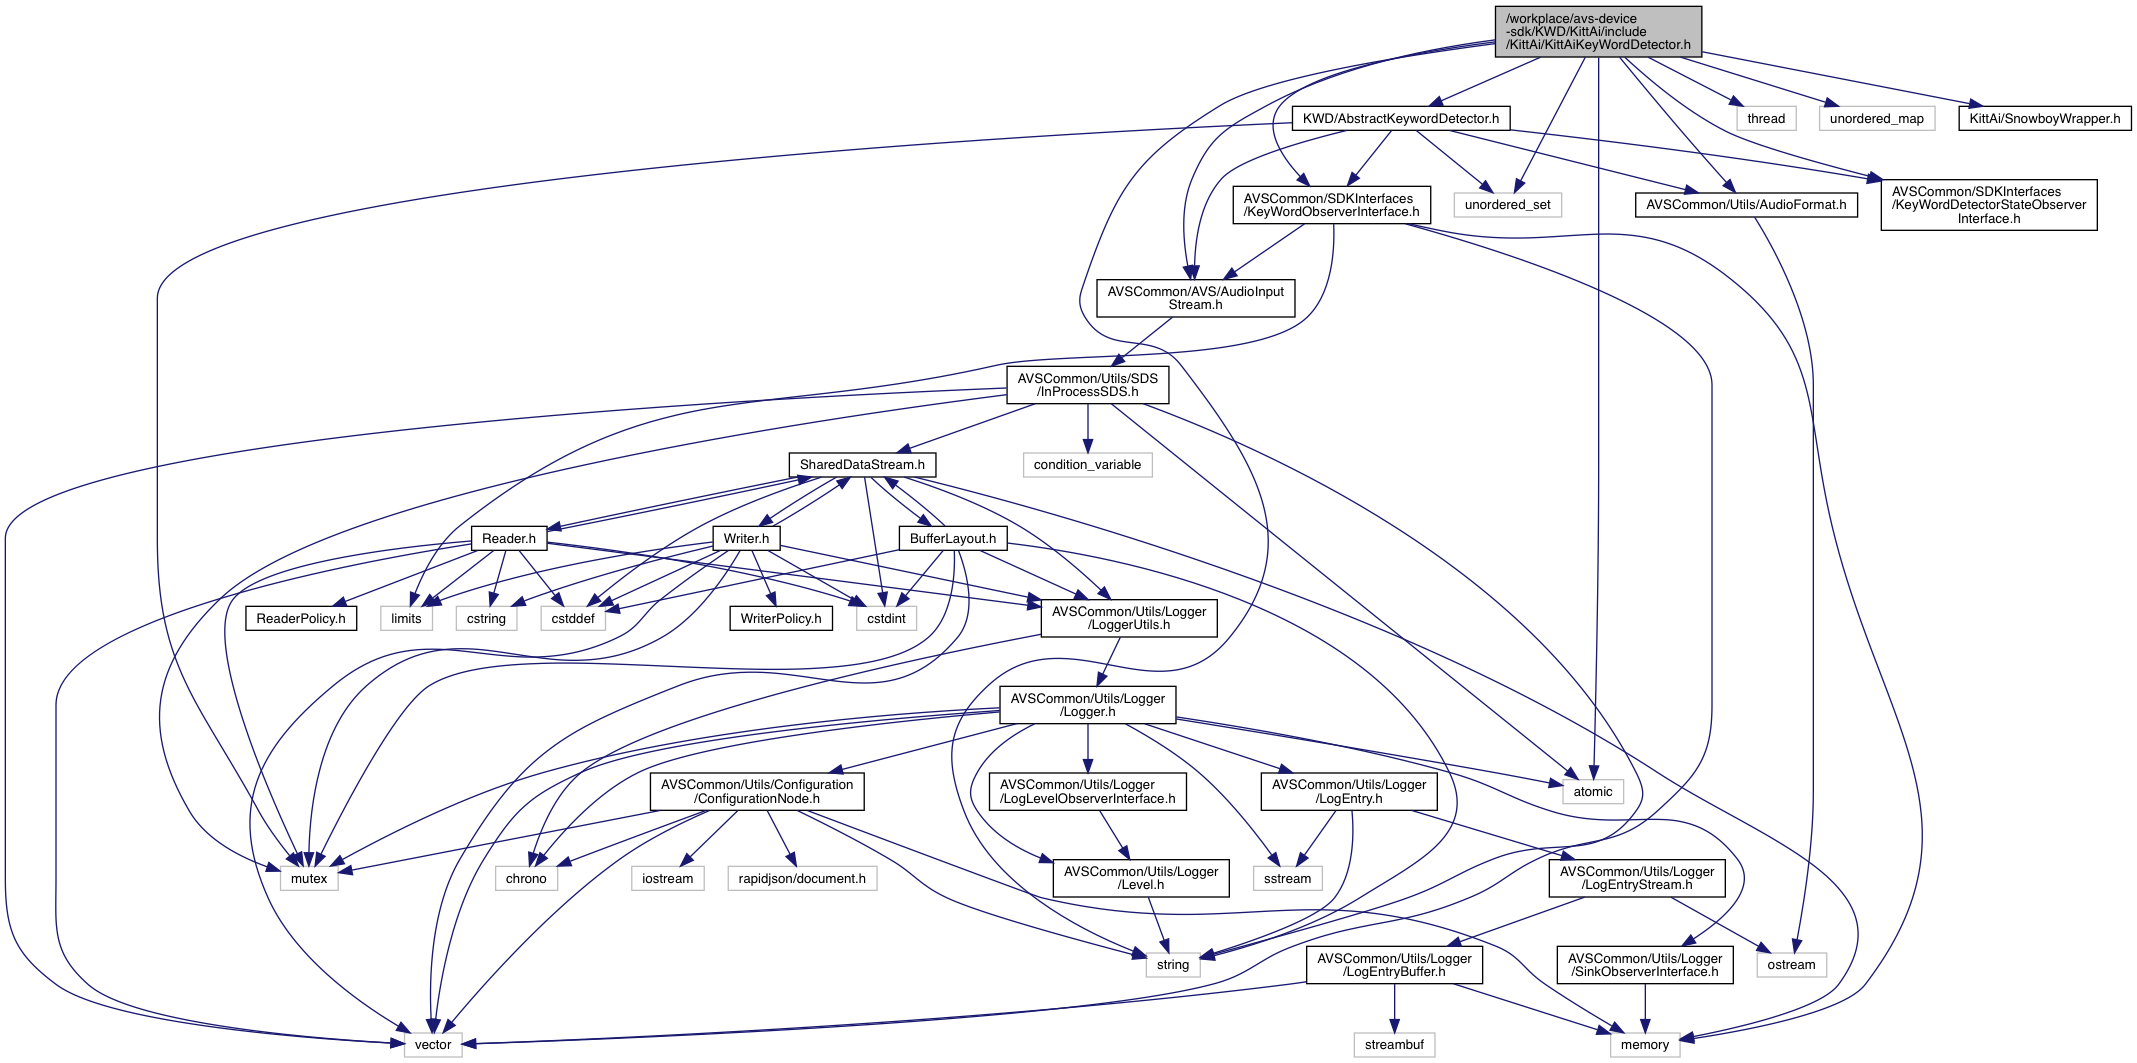 /workplace/avs-device
-sdk/KWD/KittAi/include
/KittAi/KittAiKeyWordDetector.h
KWD/AbstractKeywordDetector.h
thread
unordered_map
KittAi/SnowboyWrapper.h
AVSCommon/SDKInterfaces
/KeyWordObserverInterface.h
unordered_set
AVSCommon/Utils/AudioFormat.h
AVSCommon/SDKInterfaces
/KeyWordDetectorStateObserver
Interface.h
AVSCommon/AVS/AudioInput
Stream.h
AVSCommon/Utils/SDS
/InProcessSDS.h
SharedDataStream.h
condition_variable
Reader.h
Writer.h
BufferLayout.h
ReaderPolicy.h
limits
cstring
cstddef
WriterPolicy.h
cstdint
AVSCommon/Utils/Logger
/LoggerUtils.h
AVSCommon/Utils/Logger
/Logger.h
AVSCommon/Utils/Configuration
/ConfigurationNode.h
AVSCommon/Utils/Logger
/LogLevelObserverInterface.h
AVSCommon/Utils/Logger
/LogEntry.h
atomic
mutex
chrono
iostream
rapidjson/document.h
AVSCommon/Utils/Logger
/Level.h
sstream
AVSCommon/Utils/Logger
/LogEntryStream.h
string
AVSCommon/Utils/Logger
/LogEntryBuffer.h
AVSCommon/Utils/Logger
/SinkObserverInterface.h
ostream
vector
streambuf
memory